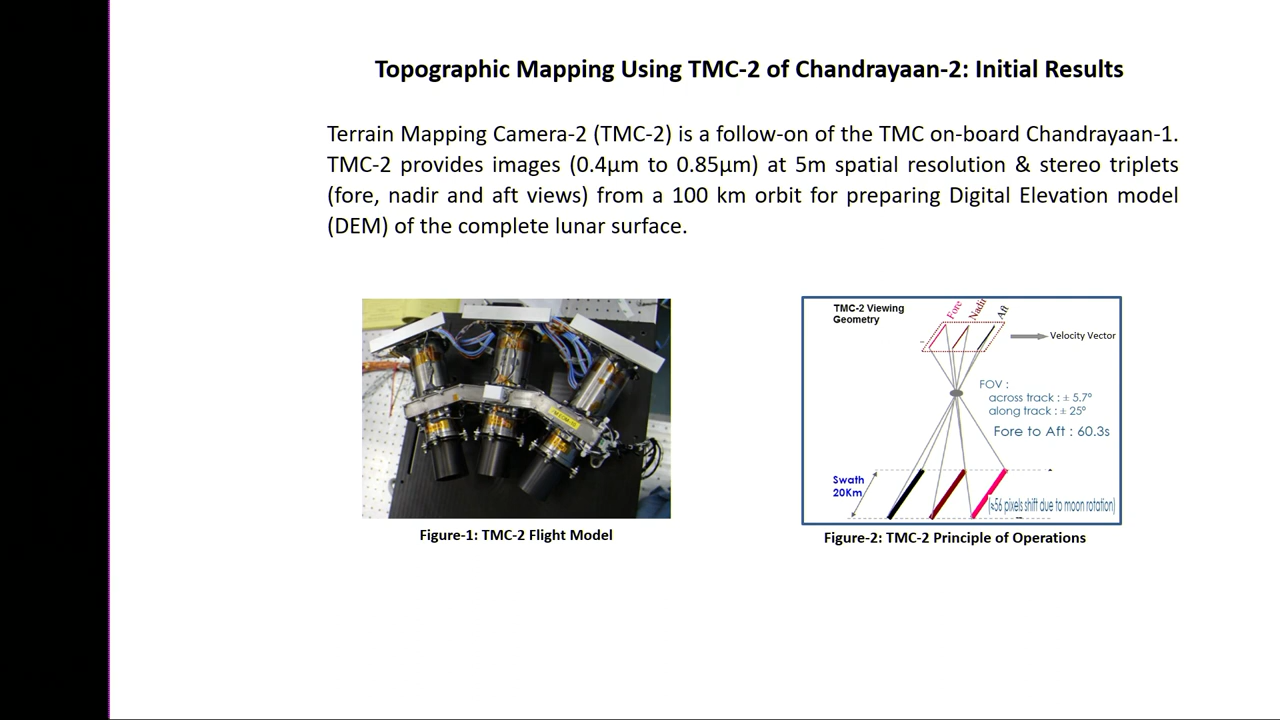 Topographic Mapping Using TMC-2 of Chandrayaan-2: Initial Results
Terrain Mapping Camera-2 (TMC-2) is a follow-on of the TMC on-board Chandrayaan-1.
TMC-2 provides images (0.4µm to 0.85µm) at 5m spatial resolution & stereo triplets
(fore, nadir and aft views) from a 100 km orbit for preparing Digital Elevation model
(DEM) of the complete lunar surface.
TMC-2 Viewing
Geometry
Fore
Nadir
Aft
Velocity Vector
FOV :
across track : ± 5.7°
along track : ± 25°
Fore to Aft : 60.3s
Swath
20Km
(≈56 pixels shift due to moon rotation)
Figure-1: TMC-2 Flight Model
Figure-2: TMC-2 Principle of Operations